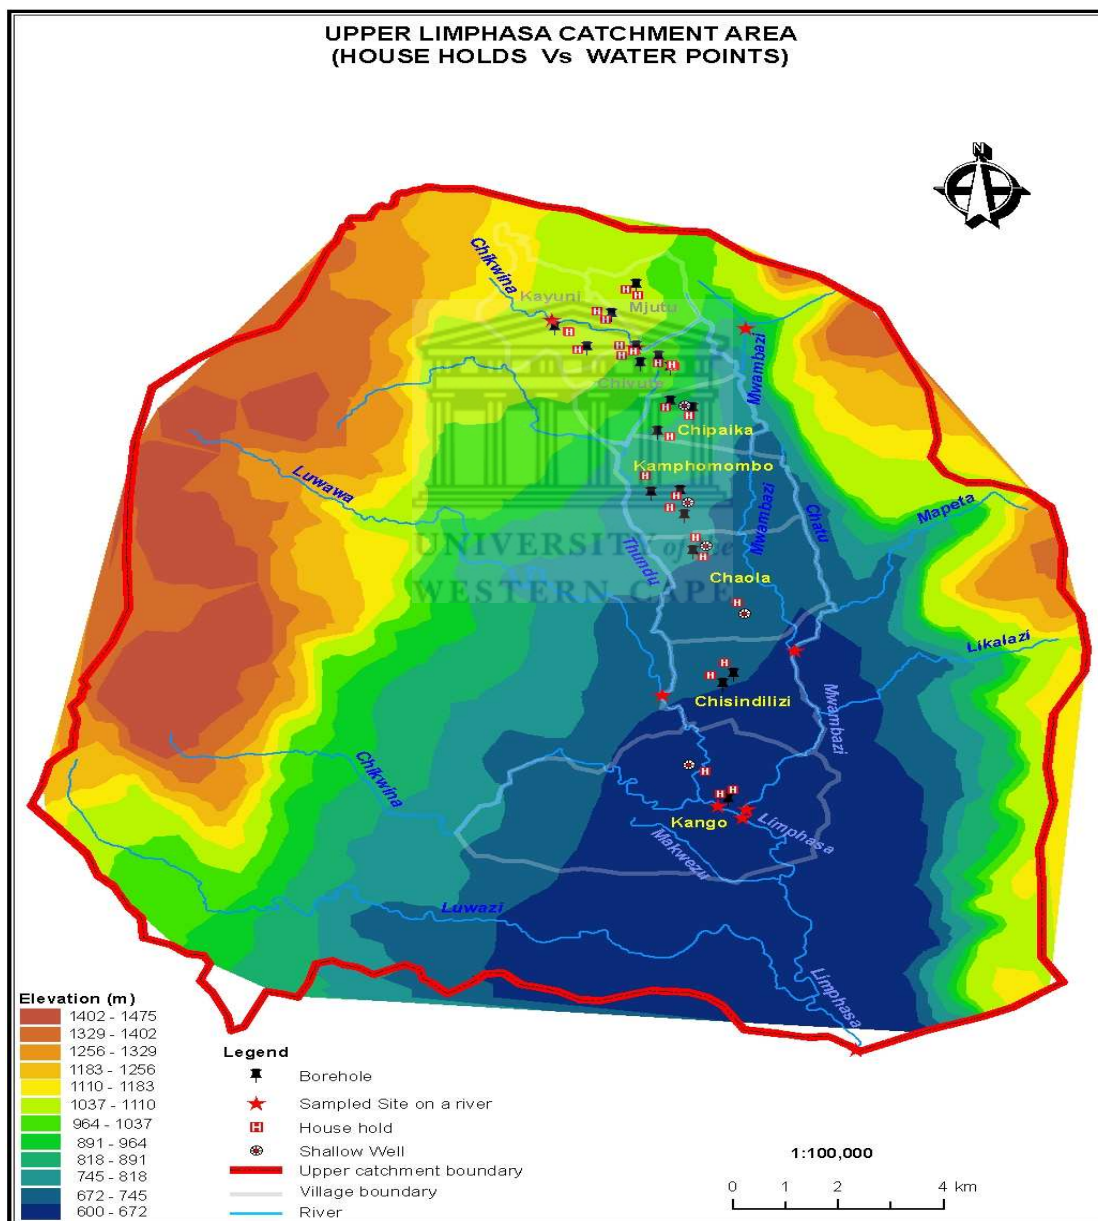 UPPER LIMPHASA CATCHMENT AREA
(HOUSE HOLDS Vs WATER POINTS)
N
Chikwina
Kayuni
Mjutu
Chivuti
Mwambazi
Chipaika
Kamphomombo
Luwawa
Mwambazi
Chatu
Mapeta
UNIVERSITY of the
Thundu
WESTERN CAPE
Chaola
Likalazi
Chisindilizi
Mwambazi
Chikwina
Kango
Limphasa
Makwezu
Luwazi
Limphasa
Elevation (m)
1402 - 1475
1329 - 1402
1256 - 1329
1183 - 1256
1110 - 1183
1037 - 1110
964 - 1037
891 - 964
818 - 891
745 - 818
672 - 745
600 - 672
Legend
Borehole
Sampled Site on a river
H House hold
Shallow Well
Upper catchment boundary
Village boundary
River
1:100,000
0 1 2 4 km